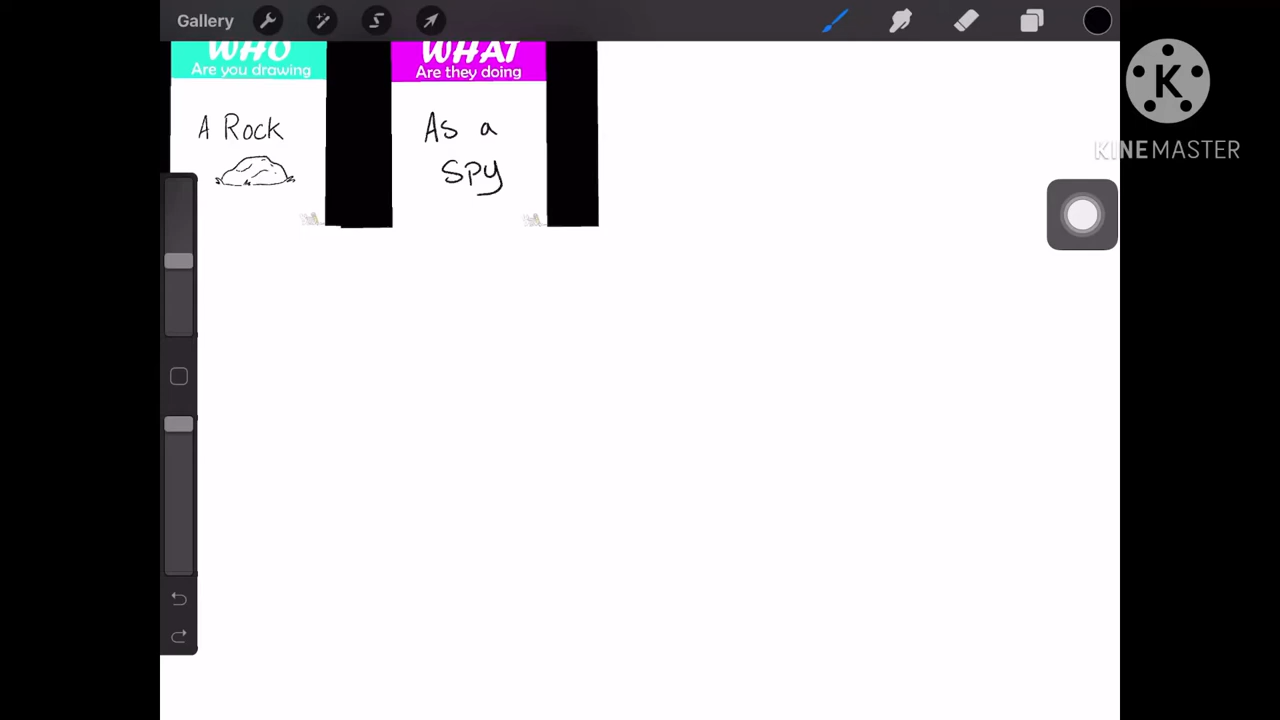 Gallery
WHO
Are you drawing
A Rock
WHAT
Are they doing
As a
Spy
K
KINEMASTER